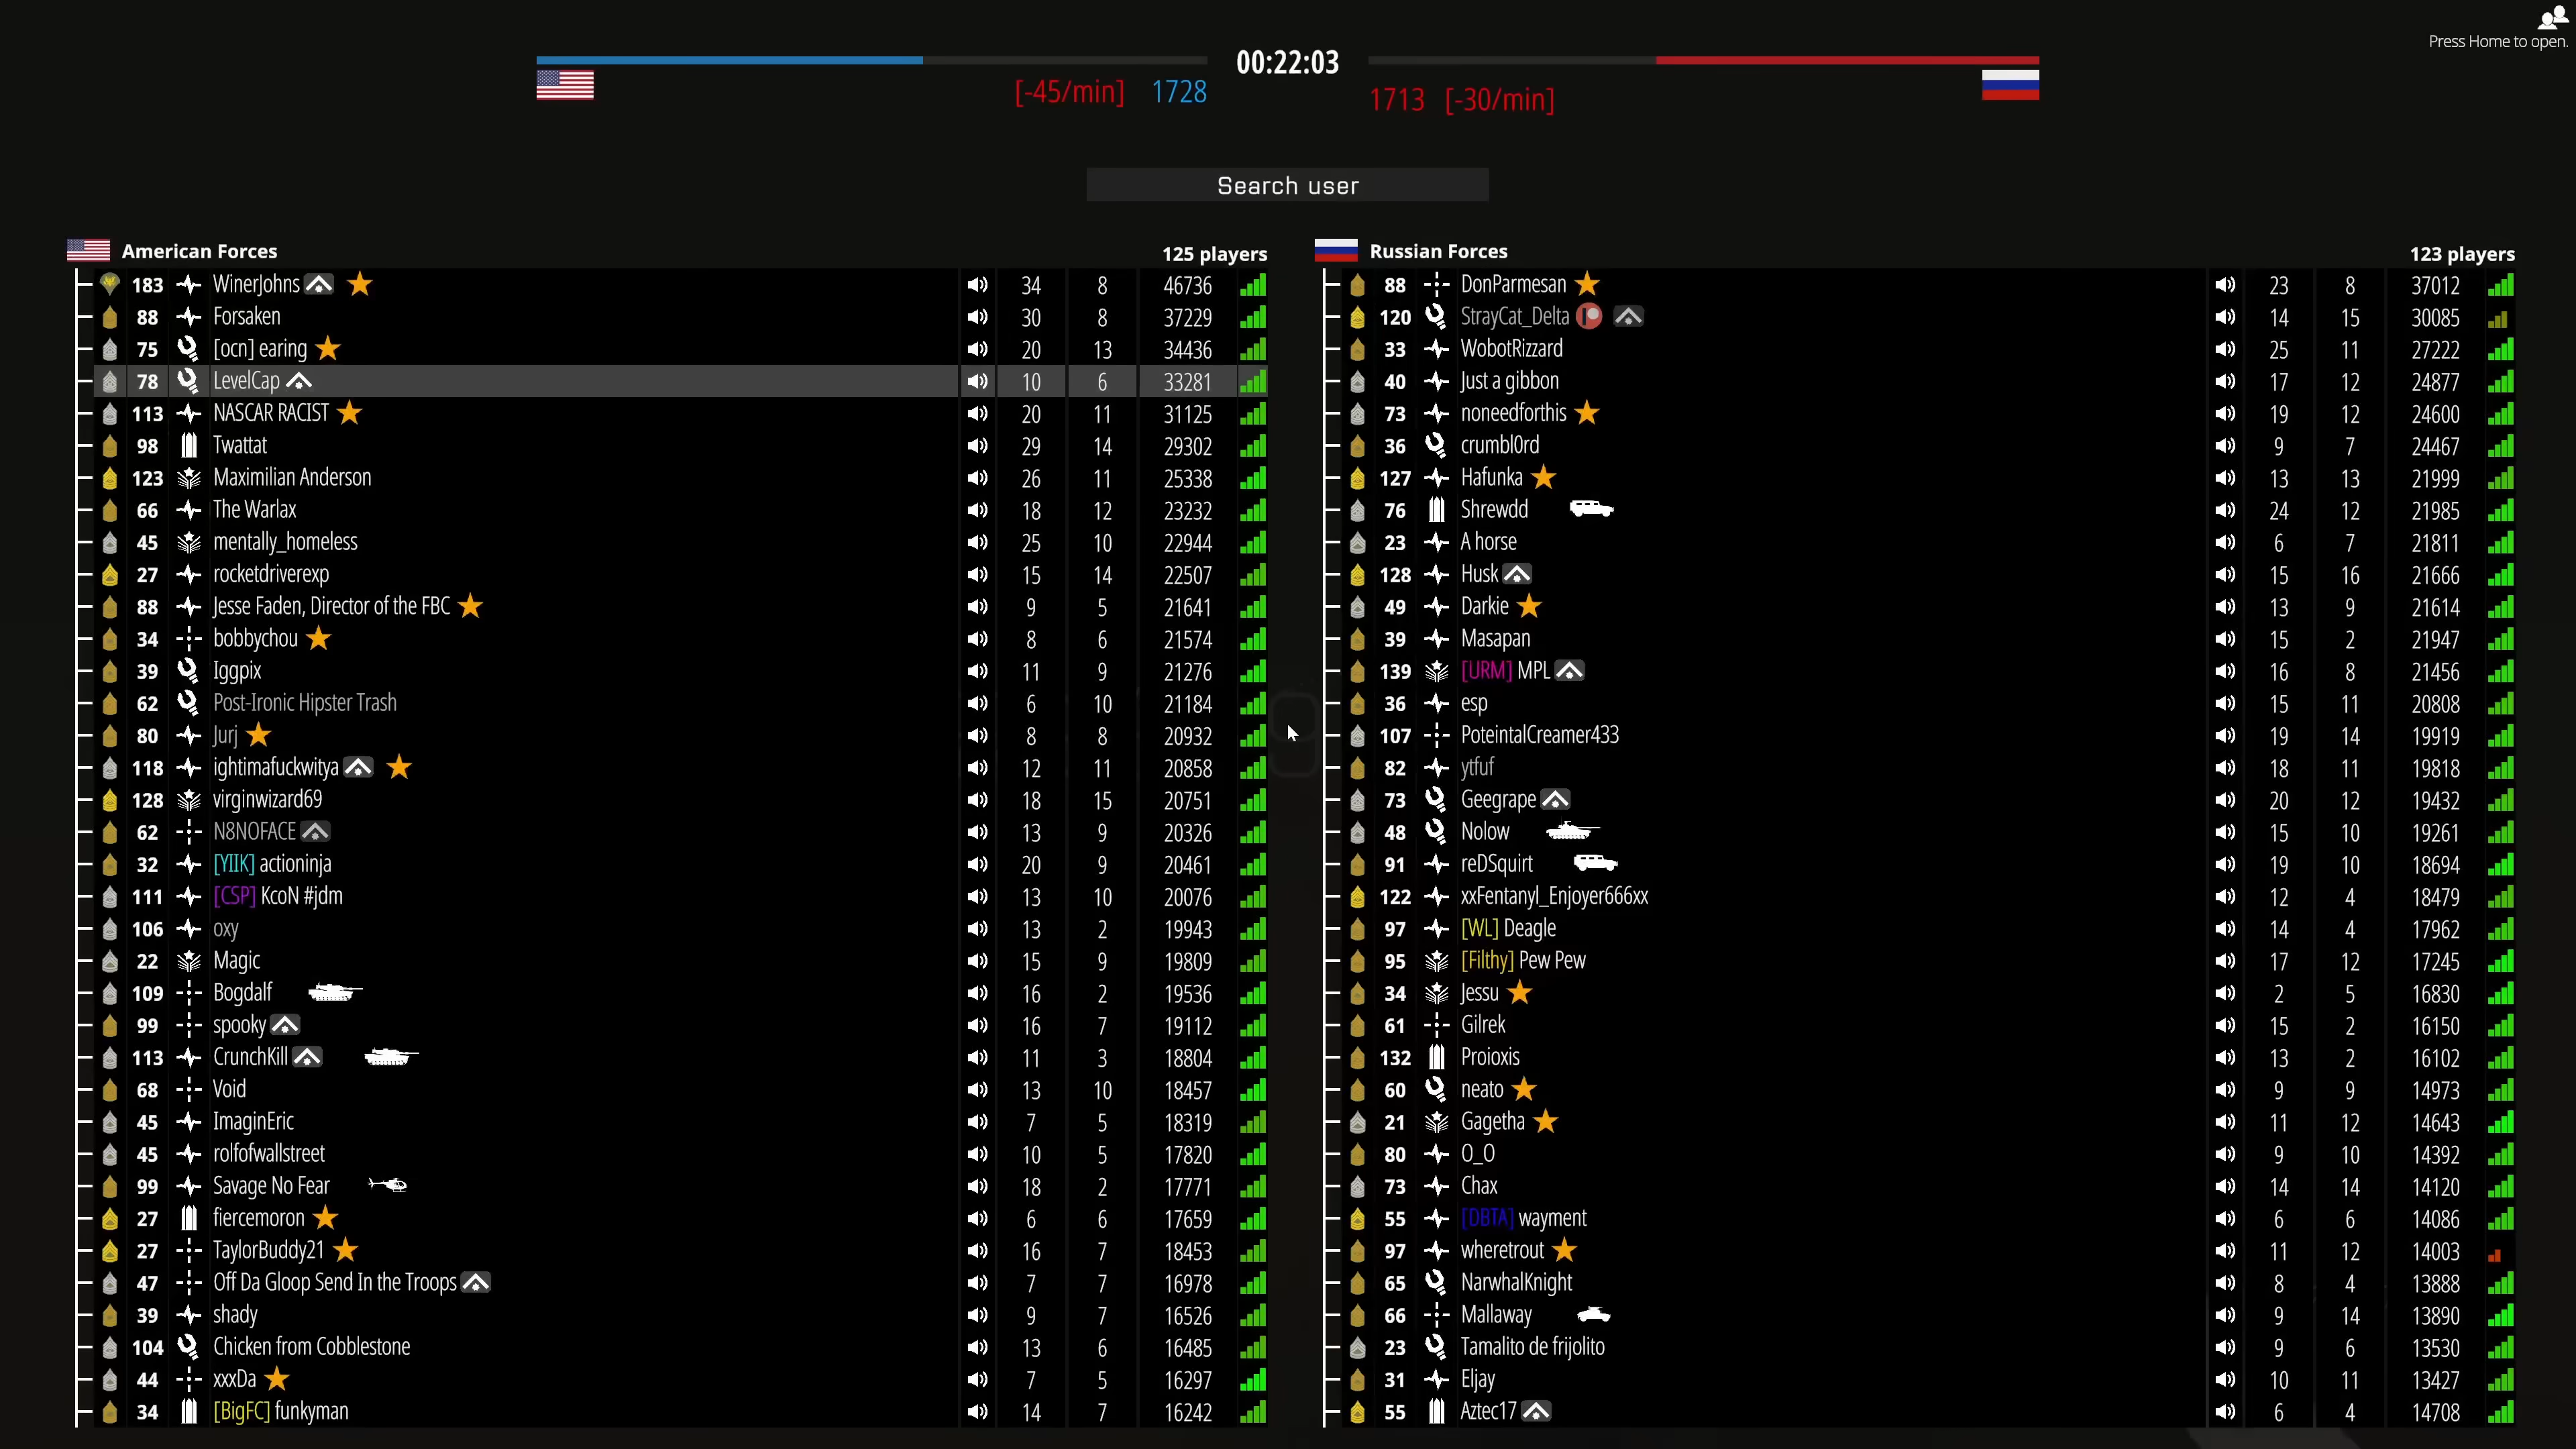 Press Home to open.
00:22:03
[-45/min] 1728
1713 [-30/min]
Search user
American Forces 125 players
183 WinerJohns 34 8 46736
88 Forsaken 30 8 37229
75 [ocn] earing 20 13 34436
78 LevelCap 10 6 33281
113 NASCAR RACIST 20 11 31125
98 Twattat 29 14 29302
123 Maximilian Anderson 26 11 25338
66 The Warlax 18 12 23232
45 mentally_homeless 25 10 22944
27 rocketdriverexp 15 14 22507
88 Jesse Faden, Director of the FBC 9 5 21641
34 bobbychou 8 6 21574
39 Iggpix 11 9 21276
62 Post-Ironic Hipster Trash 6 10 21184
80 Jurj 8 8 20932
118 ightimafuckwitya 12 11 20858
128 virginwizard69 18 15 20751
62 N8NOFACE 13 9 20326
32 [YIIK] actioninja 20 9 20461
111 [CSP] KcoN #jdm 13 10 20076
106 oxy 13 2 19943
22 Magic 15 9 19809
109 Bogdalf 16 2 19536
99 spooky 16 7 19112
113 CrunchKill 11 3 18804
68 Void 13 10 18457
45 ImaginEric 7 5 18319
45 rolfofwallstreet 10 5 17820
99 Savage No Fear 18 2 17771
27 fiercemoron 6 6 17659
27 TaylorBuddy21 16 7 18453
47 Off Da Gloop Send In the Troops 7 7 16978
39 shady 9 7 16526
104 Chicken from Cobblestone 13 6 16485
44 xxxDa 7 5 16297
34 [BigFC] funkyman 14 7 16242
Russian Forces 123 players
88 DonParmesan 23 8 37012
120 StrayCat_Delta 14 15 30085
33 WobotRizzard 25 11 27222
40 Just a gibbon 17 12 24877
73 noneedforthis 19 12 24600
36 crumbl0rd 9 7 24467
127 Hafunka 13 13 21999
76 Shrewdd 24 12 21985
23 A horse 6 7 21811
128 Husk 15 16 21666
49 Darkie 13 9 21614
39 Masapan 15 2 21947
139 [URM] MPL 16 8 21456
36 esp 15 11 20808
107 PoteintalCreamer433 19 14 19919
82 ytfuf 18 11 19818
73 Geegrape 20 12 19432
48 Nolow 15 10 19261
91 reDSquirt 19 10 18694
122 xxFentanyl_Enjoyer666xx 12 4 18479
97 [WL] Deagle 14 4 17962
95 [Filthy] Pew Pew 17 12 17245
34 Jessu 2 5 16830
61 Gilrek 15 2 16150
132 Proioxis 13 2 16102
60 neato 9 9 14973
21 Gagetha 11 12 14643
80 O_O 9 10 14392
73 Chax 14 14 14120
55 [DBTA] wayment 6 6 14086
97 wheretrout 11 12 14003
65 NarwhalKnight 8 4 13888
66 Mallaway 9 14 13890
23 Tamalito de frijolito 9 6 13530
31 Eljay 10 11 13427
55 Aztec17 6 4 14708